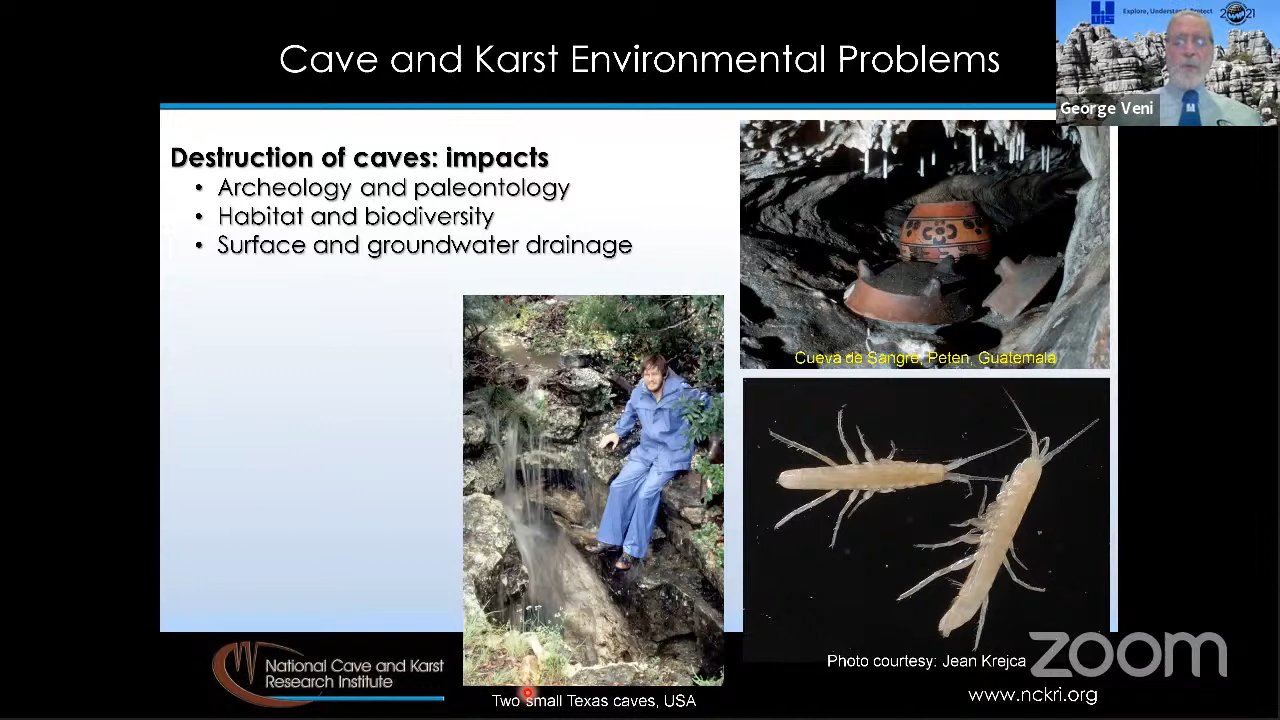 Cave and Karst Environmental Problems
UIS
Explore, Understand, Protect
2021
George Veni
Destruction of caves: impacts
• Archeology and paleontology
• Habitat and biodiversity
• Surface and groundwater drainage
Cueva de Sangre, Peten, Guatemala
Photo courtesy: Jean Krejca
National Cave and Karst
Research Institute
Two small Texas caves, USA
www.nckri.org
zoom